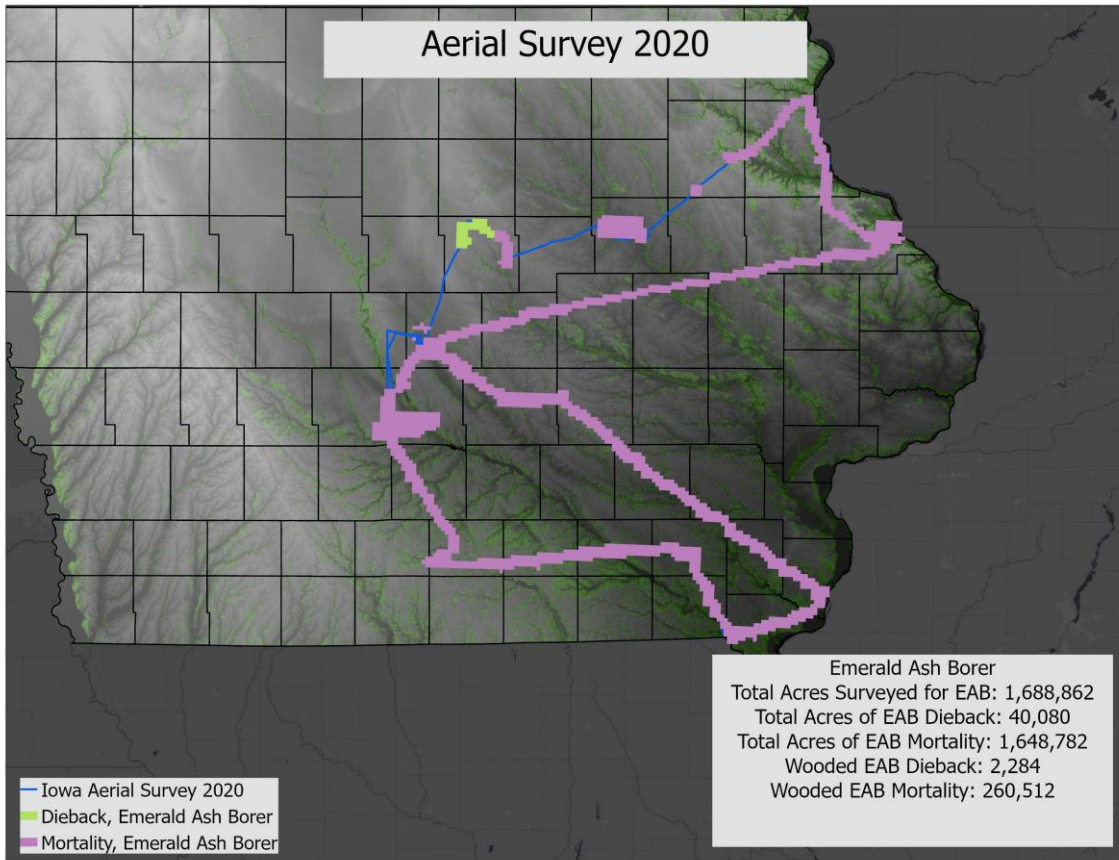 Aerial Survey 2020
Emerald Ash Borer
Total Acres Surveyed for EAB: 1,688,862
Total Acres of EAB Dieback: 40,080
Total Acres of EAB Mortality: 1,648,782
Wooded EAB Dieback: 2,284
Wooded EAB Mortality: 260,512
Iowa Aerial Survey 2020
Dieback, Emerald Ash Borer
Mortality, Emerald Ash Borer